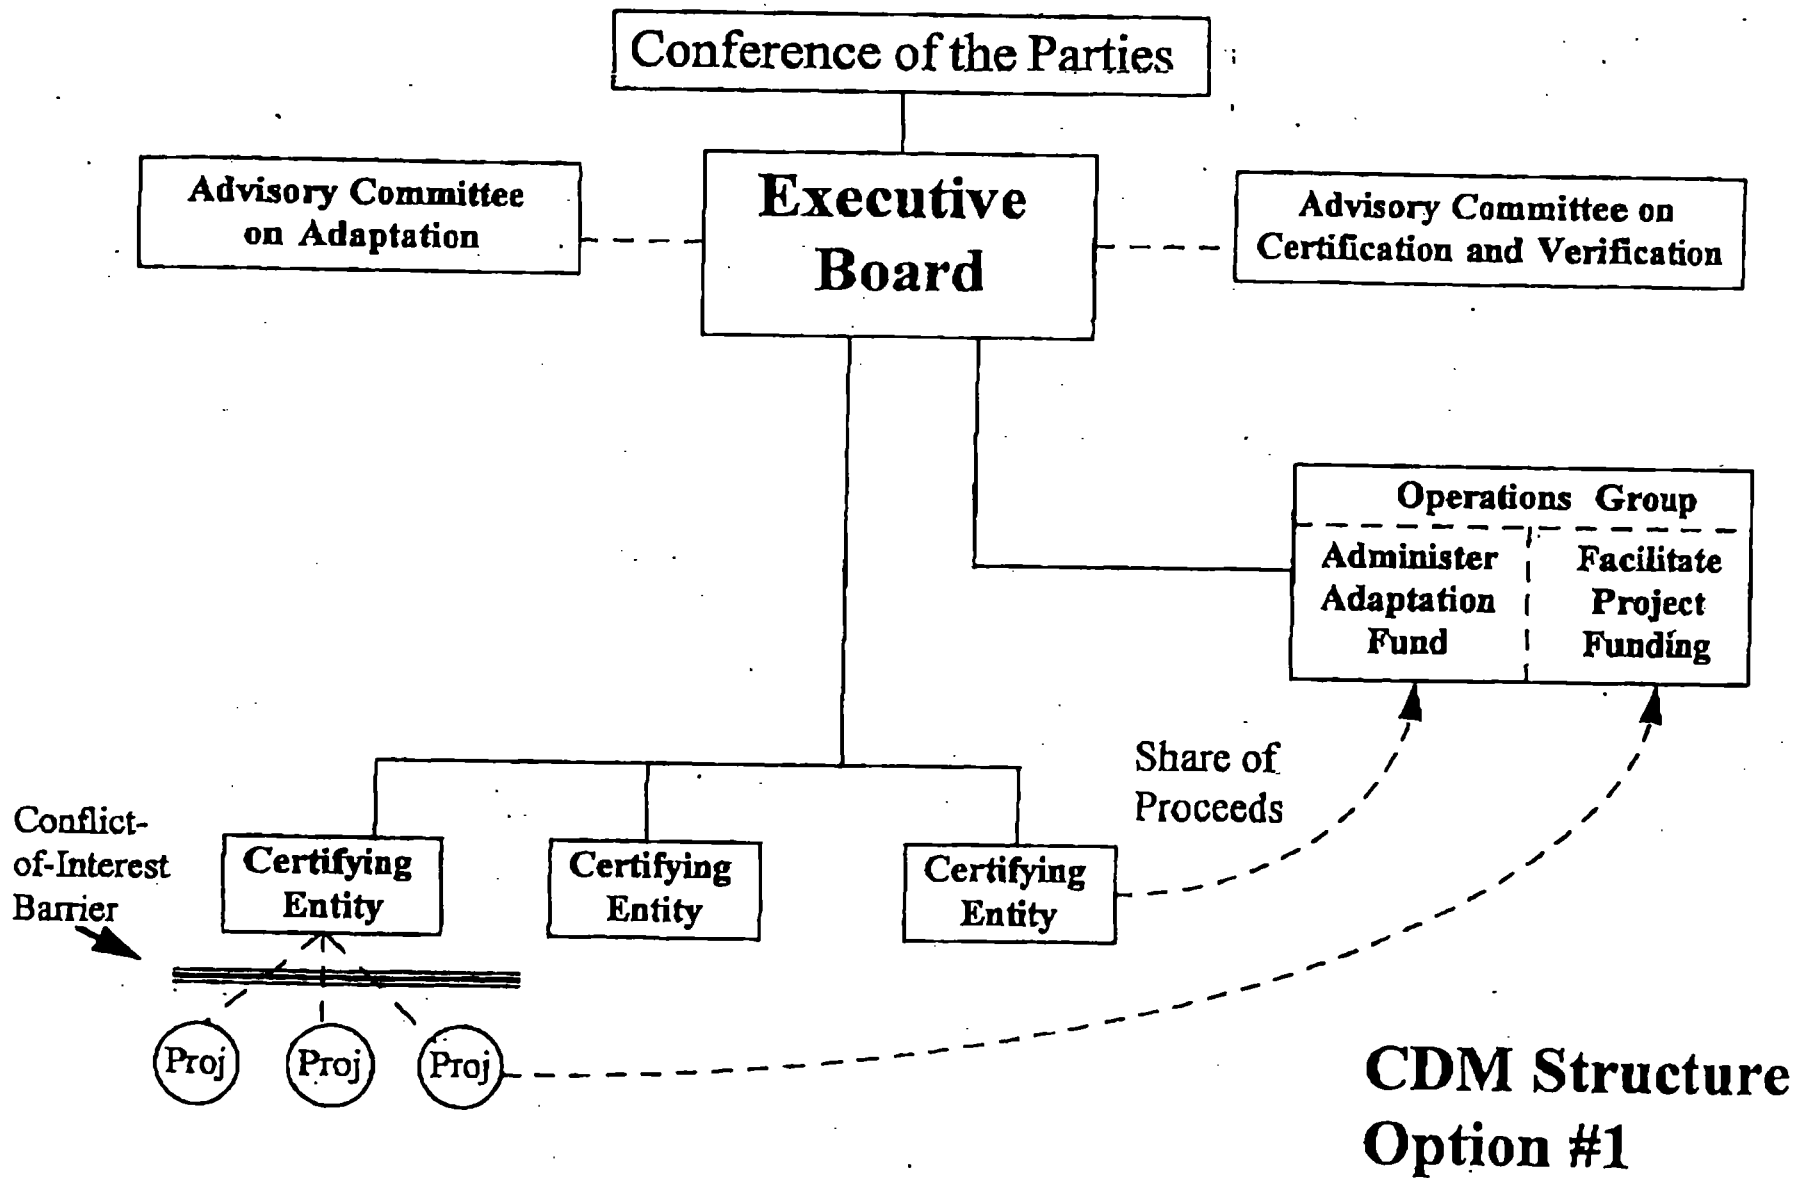 Conference of the Parties
Advisory Committee
on Adaptation
Executive
Board
Advisory Committee on
Certification and Verification
Operations Group
Administer
Adaptation
Fund
Facilitate
Project
Funding
Share of
Proceeds
Conflict-
of-Interest
Barrier
Certifying
Entity
Certifying
Entity
Certifying
Entity
Proj
Proj
Proj
CDM Structure
Option #1